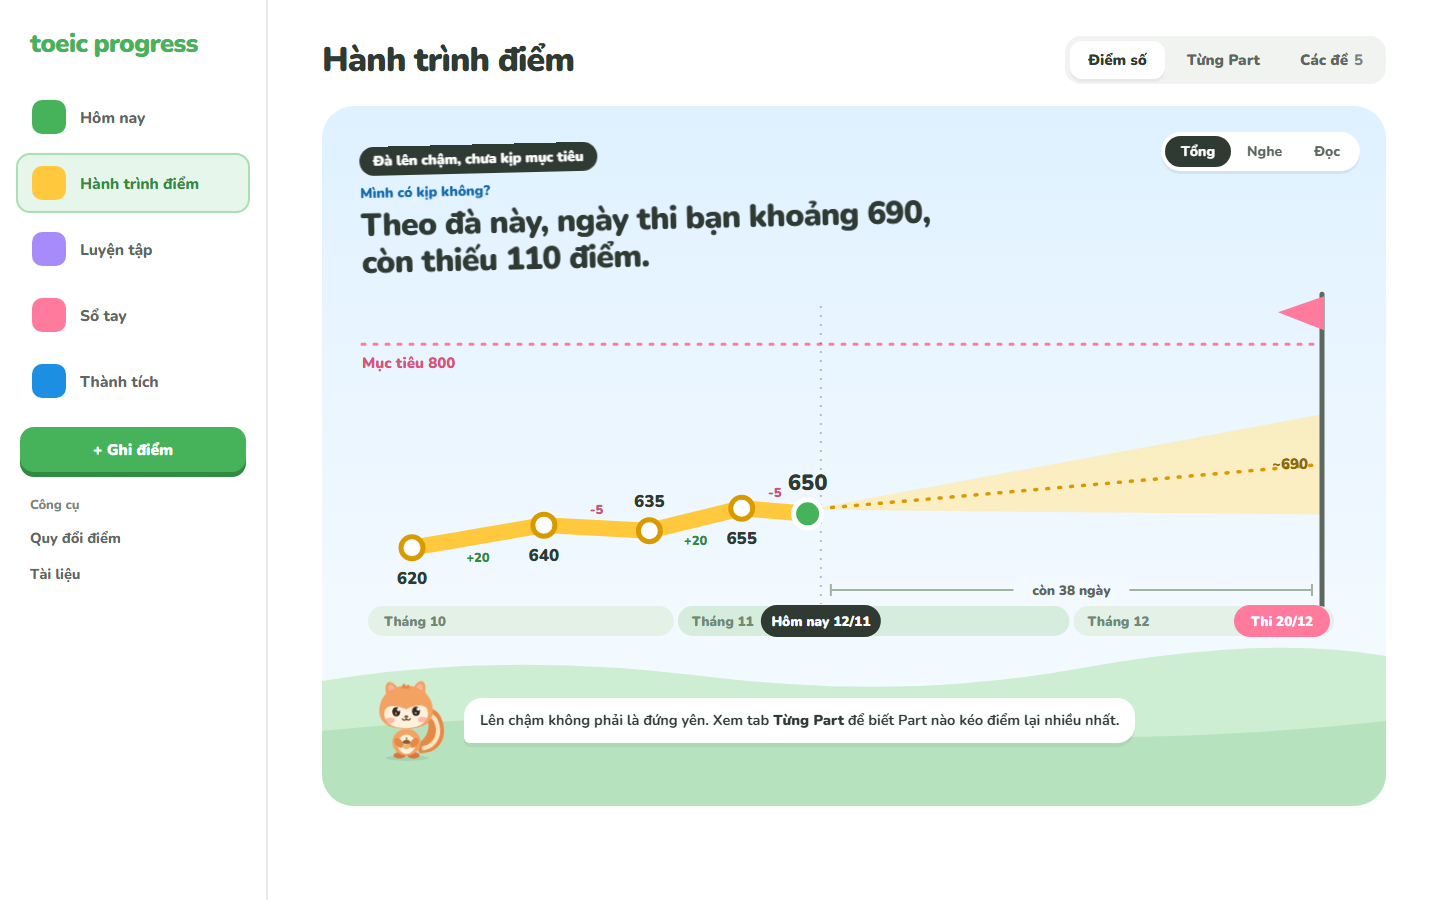 toeic progress
Hôm nay
Hành trình điểm
Luyện tập
Sổ tay
Thành tích
+ Ghi điểm
Công cụ
Quy đổi điểm
Tài liệu
Hành trình điểm
Điểm số
Từng Part
Các đề 5
Đà lên chậm, chưa kịp mục tiêu
Tổng
Nghe
Đọc
Mình có kịp không?
Theo đà này, ngày thi bạn khoảng 690,
còn thiếu 110 điểm.
Mục tiêu 800
~690
650
-5
635
-5
+20
655
640
+20
620
còn 38 ngày
Tháng 10
Tháng 11
Hôm nay 12/11
Tháng 12
Thi 20/12
Lên chậm không phải là đứng yên. Xem tab Từng Part để biết Part nào kéo điểm lại nhiều nhất.